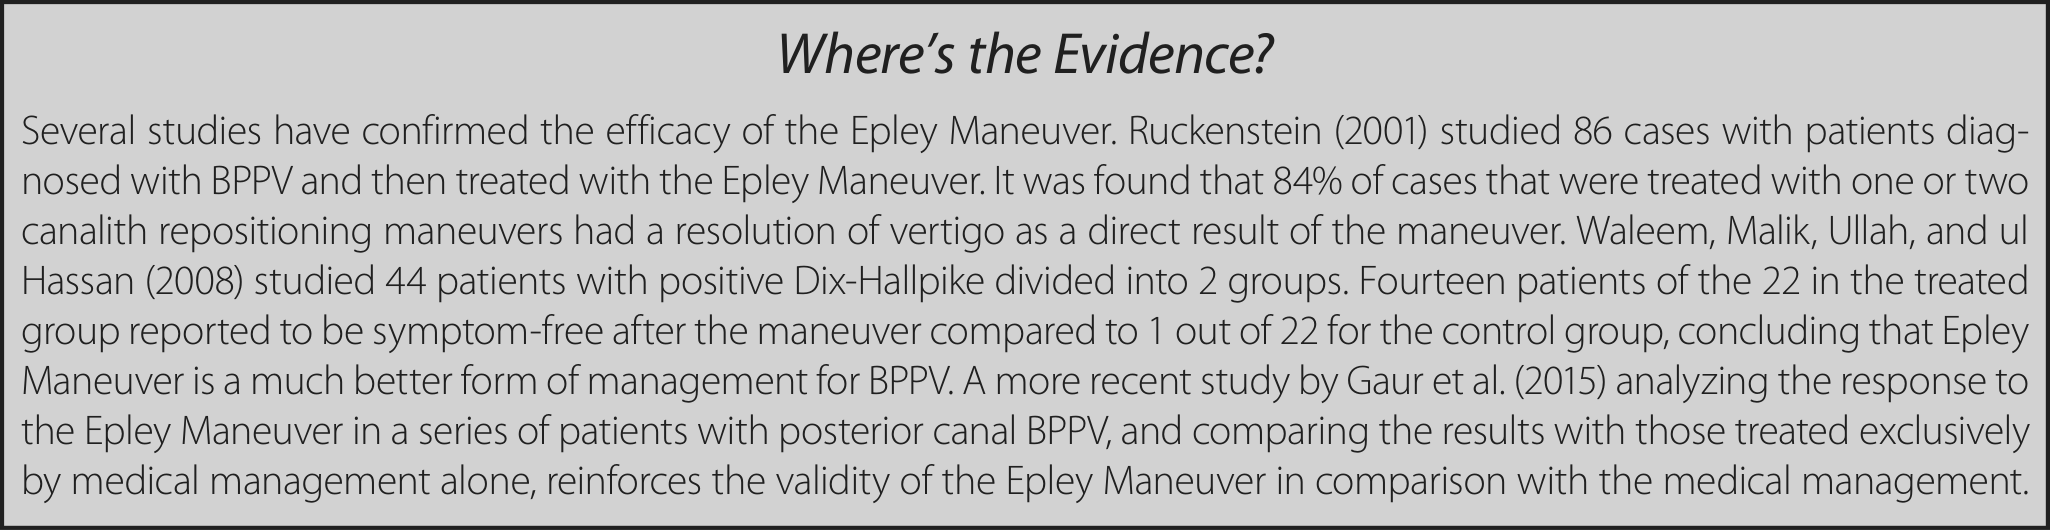 Where's the Evidence?
Several studies have confirmed the efficacy of the Epley Maneuver. Ruckenstein (2001) studied 86 cases with patients diag-
nosed with BPPV and then treated with the Epley Maneuver. It was found that 84% of cases that were treated with one or two
canalith repositioning maneuvers had a resolution of vertigo as a direct result of the maneuver. Waleem, Malik, Ullah, and ul
Hassan (2008) studied 44 patients with positive Dix-Hallpike divided into 2 groups. Fourteen patients of the 22 in the treated
group reported to be symptom-free after the maneuver compared to 1 out of 22 for the control group, concluding that Epley
Maneuver is a much better form of management for BPPV. A more recent study by Gaur et al. (2015) analyzing the response to
the Epley Maneuver in a series of patients with posterior canal BPPV, and comparing the results with those treated exclusively
by medical management alone, reinforces the validity of the Epley Maneuver in comparison with the medical management.